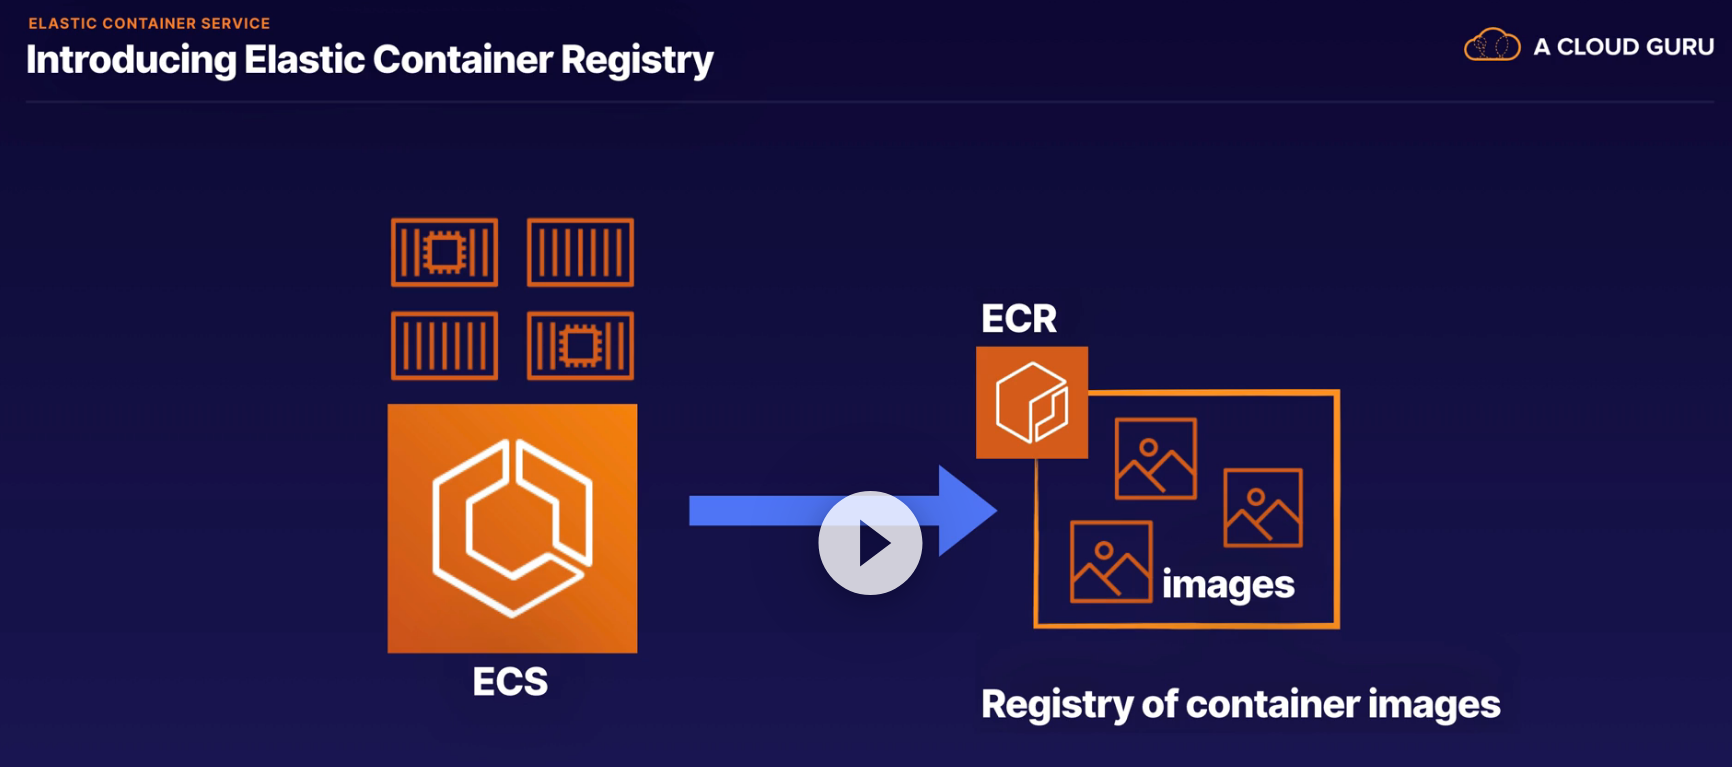 ELASTIC CONTAINER SERVICE
Introducing Elastic Container Registry
A CLOUD GURU
ECR
images
ECS
Registry of container images